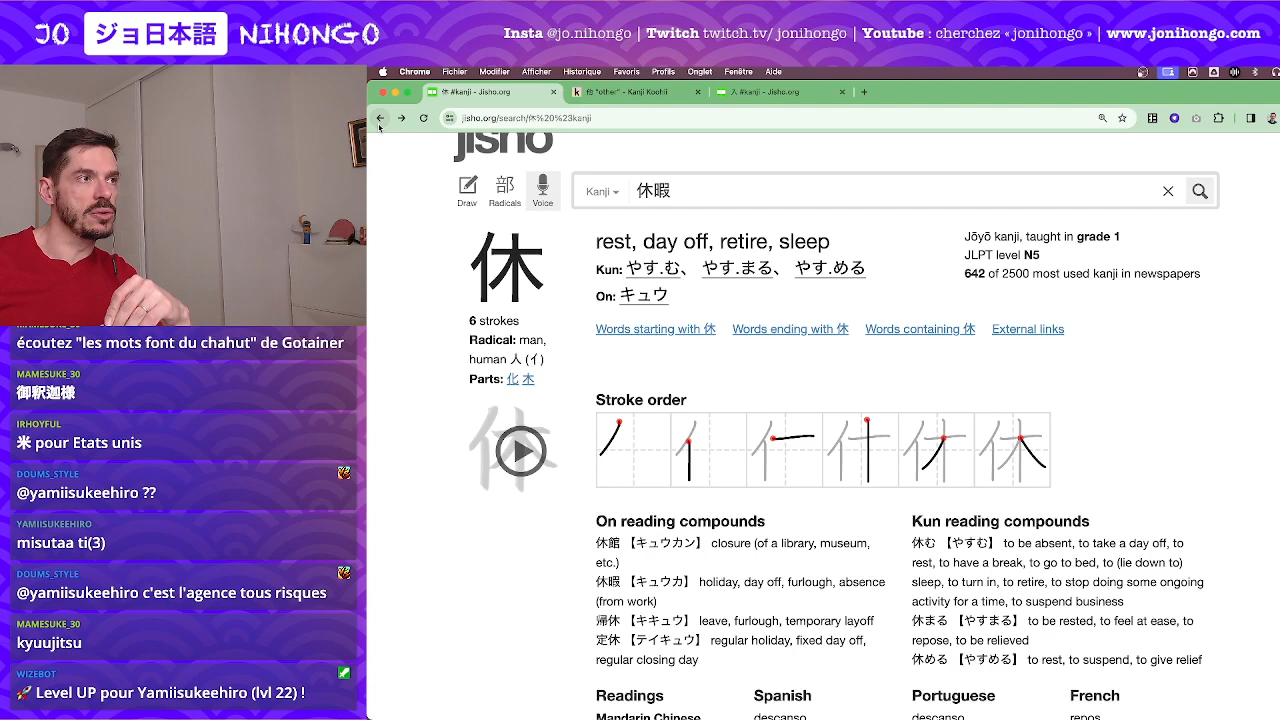 JO ジョ日本語 NIHONGO
Insta @jo.nihongo | Twitch twitch.tv/ jonihongo | Youtube : cherchez « jonihongo » | www.jonihongo.com
Chrome Fichier Modifier Afficher Historique Favoris Profils Onglet Fenêtre Aide
休 #kanji - Jisho.org
他 "other" - Kanji Koohii
入 #kanji - Jisho.org
jisho.org/search/休%20%23kanji
jisho
Draw
部 Radicals
Voice
Kanji
休暇
休
rest, day off, retire, sleep
Kun: やす.む、 やす.まる、 やす.める
On: キュウ
Jōyō kanji, taught in grade 1
JLPT level N5
642 of 2500 most used kanji in newspapers
6 strokes
Radical: man,
human 人 (亻)
Parts: 化 木
Words starting with 休 Words ending with 休 Words containing 休 External links
Stroke order
休
On reading compounds
休館 【キュウカン】 closure (of a library, museum,
etc.)
休暇 【キュウカ】 holiday, day off, furlough, absence
(from work)
帰休 【キキュウ】 leave, furlough, temporary layoff
定休 【テイキュウ】 regular holiday, fixed day off,
regular closing day
Kun reading compounds
休む 【やすむ】 to be absent, to take a day off, to
rest, to have a break, to go to bed, to (lie down to)
sleep, to turn in, to retire, to stop doing some ongoing
activity for a time, to suspend business
休まる 【やすまる】 to be rested, to feel at ease, to
repose, to be relieved
休める 【やすめる】 to rest, to suspend, to give relief
Readings
Mandarin Chinese
Spanish
descanso
Portuguese
descanso
French
repos
MAMESUKE_30
écoutez "les mots font du chahut" de Gotainer
MAMESUKE_30
御釈迦様
IRHOYFUL
米 pour Etats unis
DOUMS_STYLE
@yamiisukeehiro ??
YAMIISUKEEHIRO
misutaa ti(3)
DOUMS_STYLE
@yamiisukeehiro c'est l'agence tous risques
MAMESUKE_30
kyuujitsu
WIZEBOT
🚀 Level UP pour Yamiisukeehiro (lvl 22) !